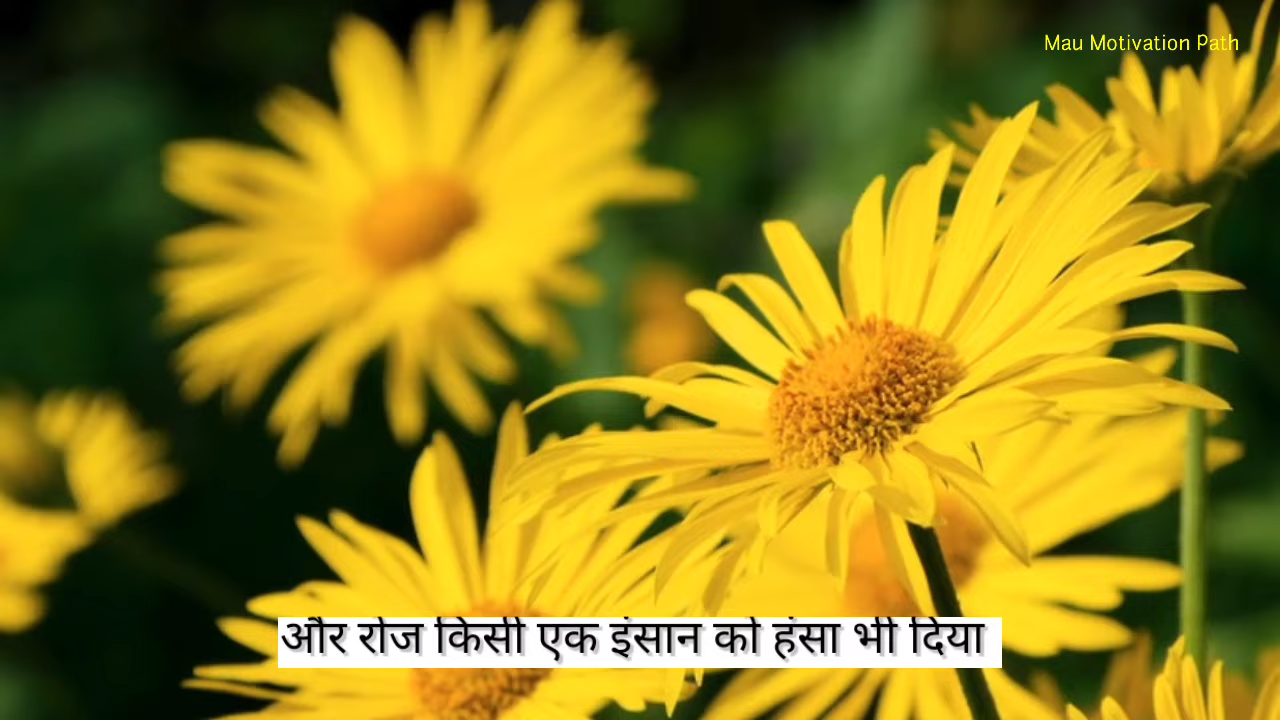 Mau Motivation Path
और रोज किसी एक इंसान को हंसा भी दिया